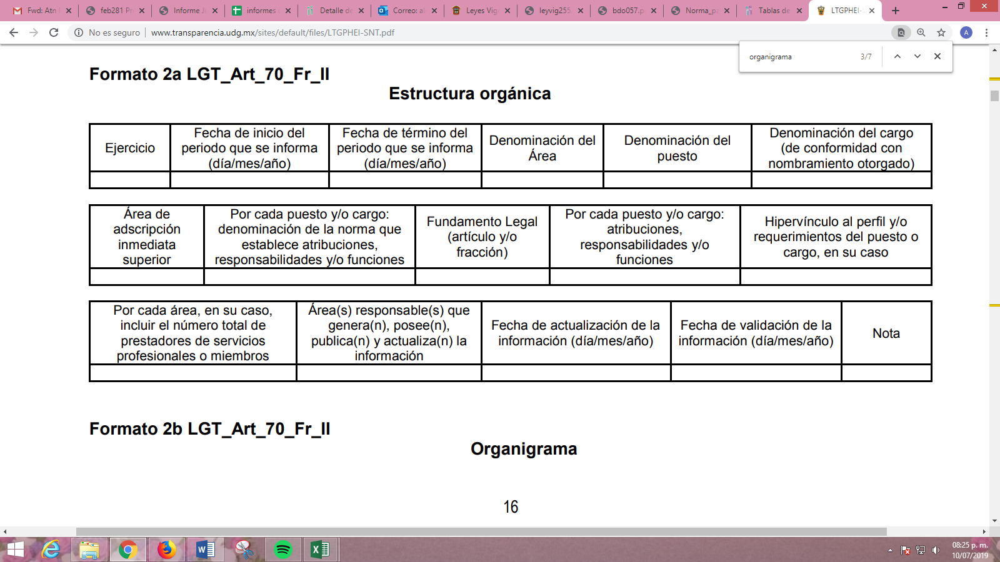 Fwd: Atn
feb281 Pr
Informe J
informes
Detalle de
Correo: al
Leyes Vig
leyvig255
bdo057.p
Norma_pa
Tablas de
LTGPHEI-
No es seguro
www.transparencia.udg.mx/sites/default/files/LTGPHEI-SNT.pdf
A
organigrama
3/7
Formato 2a LGT_Art_70_Fr_II
Estructura orgánica
Ejercicio
Fecha de inicio del
periodo que se informa
(día/mes/año)
Fecha de término del
periodo que se informa
(día/mes/año)
Denominación del
Área
Denominación del
puesto
Denominación del cargo
(de conformidad con
nombramiento otorgado)
Área de
adscripción
inmediata
superior
Por cada puesto y/o cargo:
denominación de la norma que
establece atribuciones,
responsabilidades y/o funciones
Fundamento Legal
(artículo y/o
fracción)
Por cada puesto y/o cargo:
atribuciones,
responsabilidades y/o
funciones
Hipervínculo al perfil y/o
requerimientos del puesto o
cargo, en su caso
Por cada área, en su caso,
incluir el número total de
prestadores de servicios
profesionales o miembros
Área(s) responsable(s) que
genera(n), posee(n),
publica(n) y actualiza(n) la
información
Fecha de actualización de la
información (día/mes/año)
Fecha de validación de la
información (día/mes/año)
Nota
Formato 2b LGT_Art_70_Fr_II
Organigrama
16
08:25 p. m.
10/07/2019